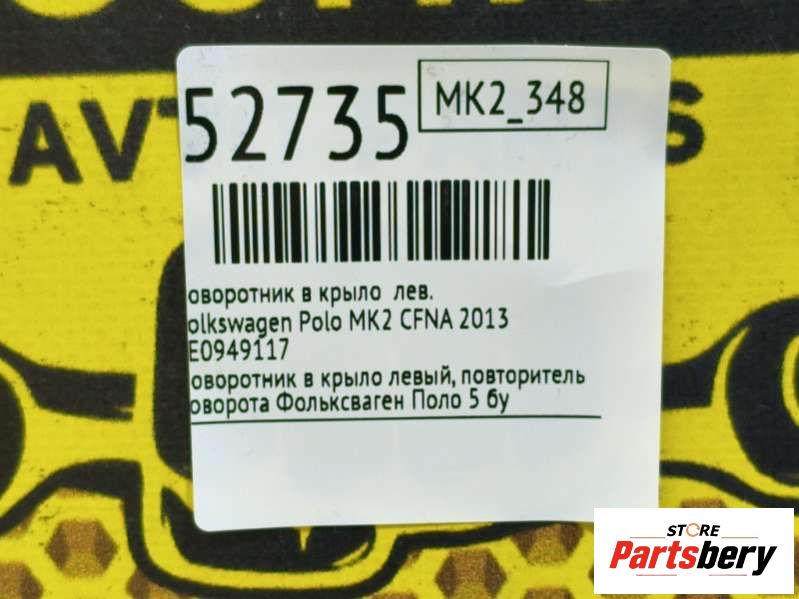 AVT
S
52735
MK2_348
оворотник в крыло лев.
olkswagen Polo MK2 CFNA 2013
E0949117
оворотник в крыло левый, повторитель
оворота Фольксваген Поло 5 бу
STORE
Partsbery